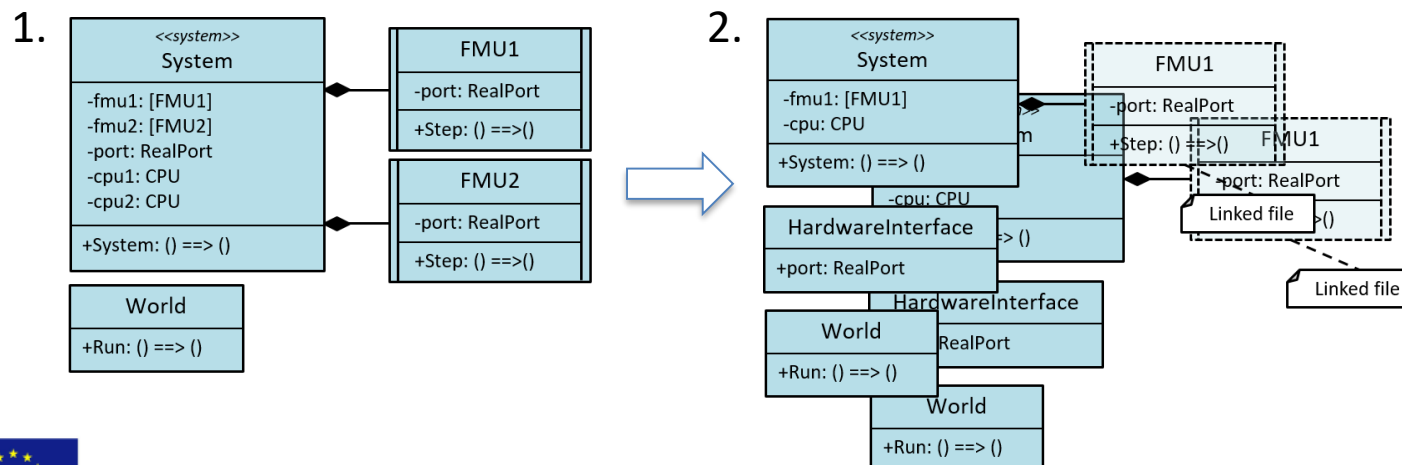 1.
<<system>>
System
-fmu1: [FMU1]
-fmu2: [FMU2]
-port: RealPort
-cpu1: CPU
-cpu2: CPU
+System: () ==> ()
FMU1
-port: RealPort
+Step: () ==>()
FMU2
-port: RealPort
+Step: () ==>()
World
+Run: () ==> ()
2.
<<system>>
System
-fmu1: [FMU1]
-cpu: CPU
+System: () ==> ()
>>
m
-cpu: CPU
=> ()
FMU1
-port: RealPort
+Step: () ==>()
FMU1
-port: RealPort
>()
Linked file
Linked file
HardwareInterface
+port: RealPort
HardwareInterface
RealPort
World
+Run: () ==> ()
World
+Run: () ==> ()